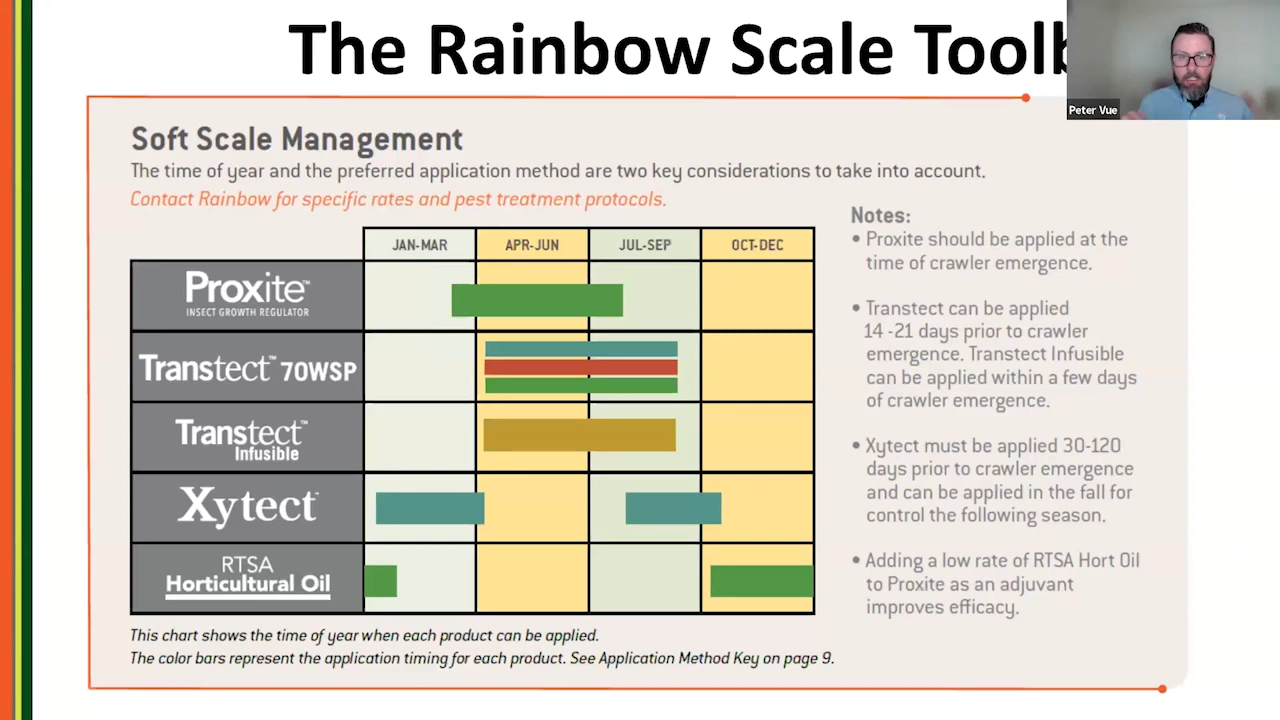 The Rainbow Scale Toolb
Peter Vue
Soft Scale Management
The time of year and the preferred application method are two key considerations to take into account.
Contact Rainbow for specific rates and pest treatment protocols.
JAN-MAR APR-JUN JUL-SEP OCT-DEC
Proxite™
INSECT GROWTH REGULATOR
Transtect™ 70WSP
Transtect™
Infusible
Xytect™
RTSA
Horticultural Oil
This chart shows the time of year when each product can be applied.
The color bars represent the application timing for each product. See Application Method Key on page 9.
Notes:
• Proxite should be applied at the
time of crawler emergence.
• Transtect can be applied
14 -21 days prior to crawler
emergence. Transtect Infusible
can be applied within a few days
of crawler emergence.
• Xytect must be applied 30-120
days prior to crawler emergence
and can be applied in the fall for
control the following season.
• Adding a low rate of RTSA Hort Oil
to Proxite as an adjuvant
improves efficacy.